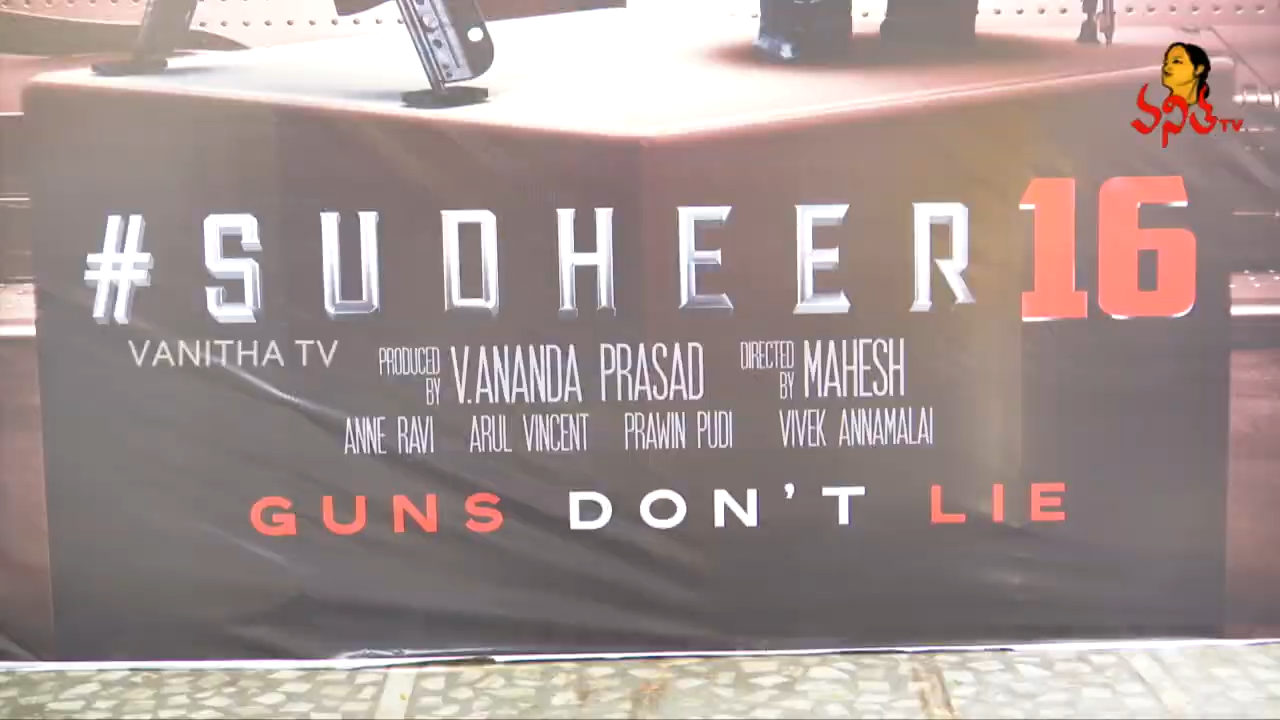 వనిత TV
#SUDHEER16
VANITHA TV
PRODUCED BY V.ANANDA PRASAD DIRECTED BY MAHESH
ANNE RAVI ARUL VINCENT PRAWIN PUDI VIVEK ANNAMALAI
GUNS DON'T LIE